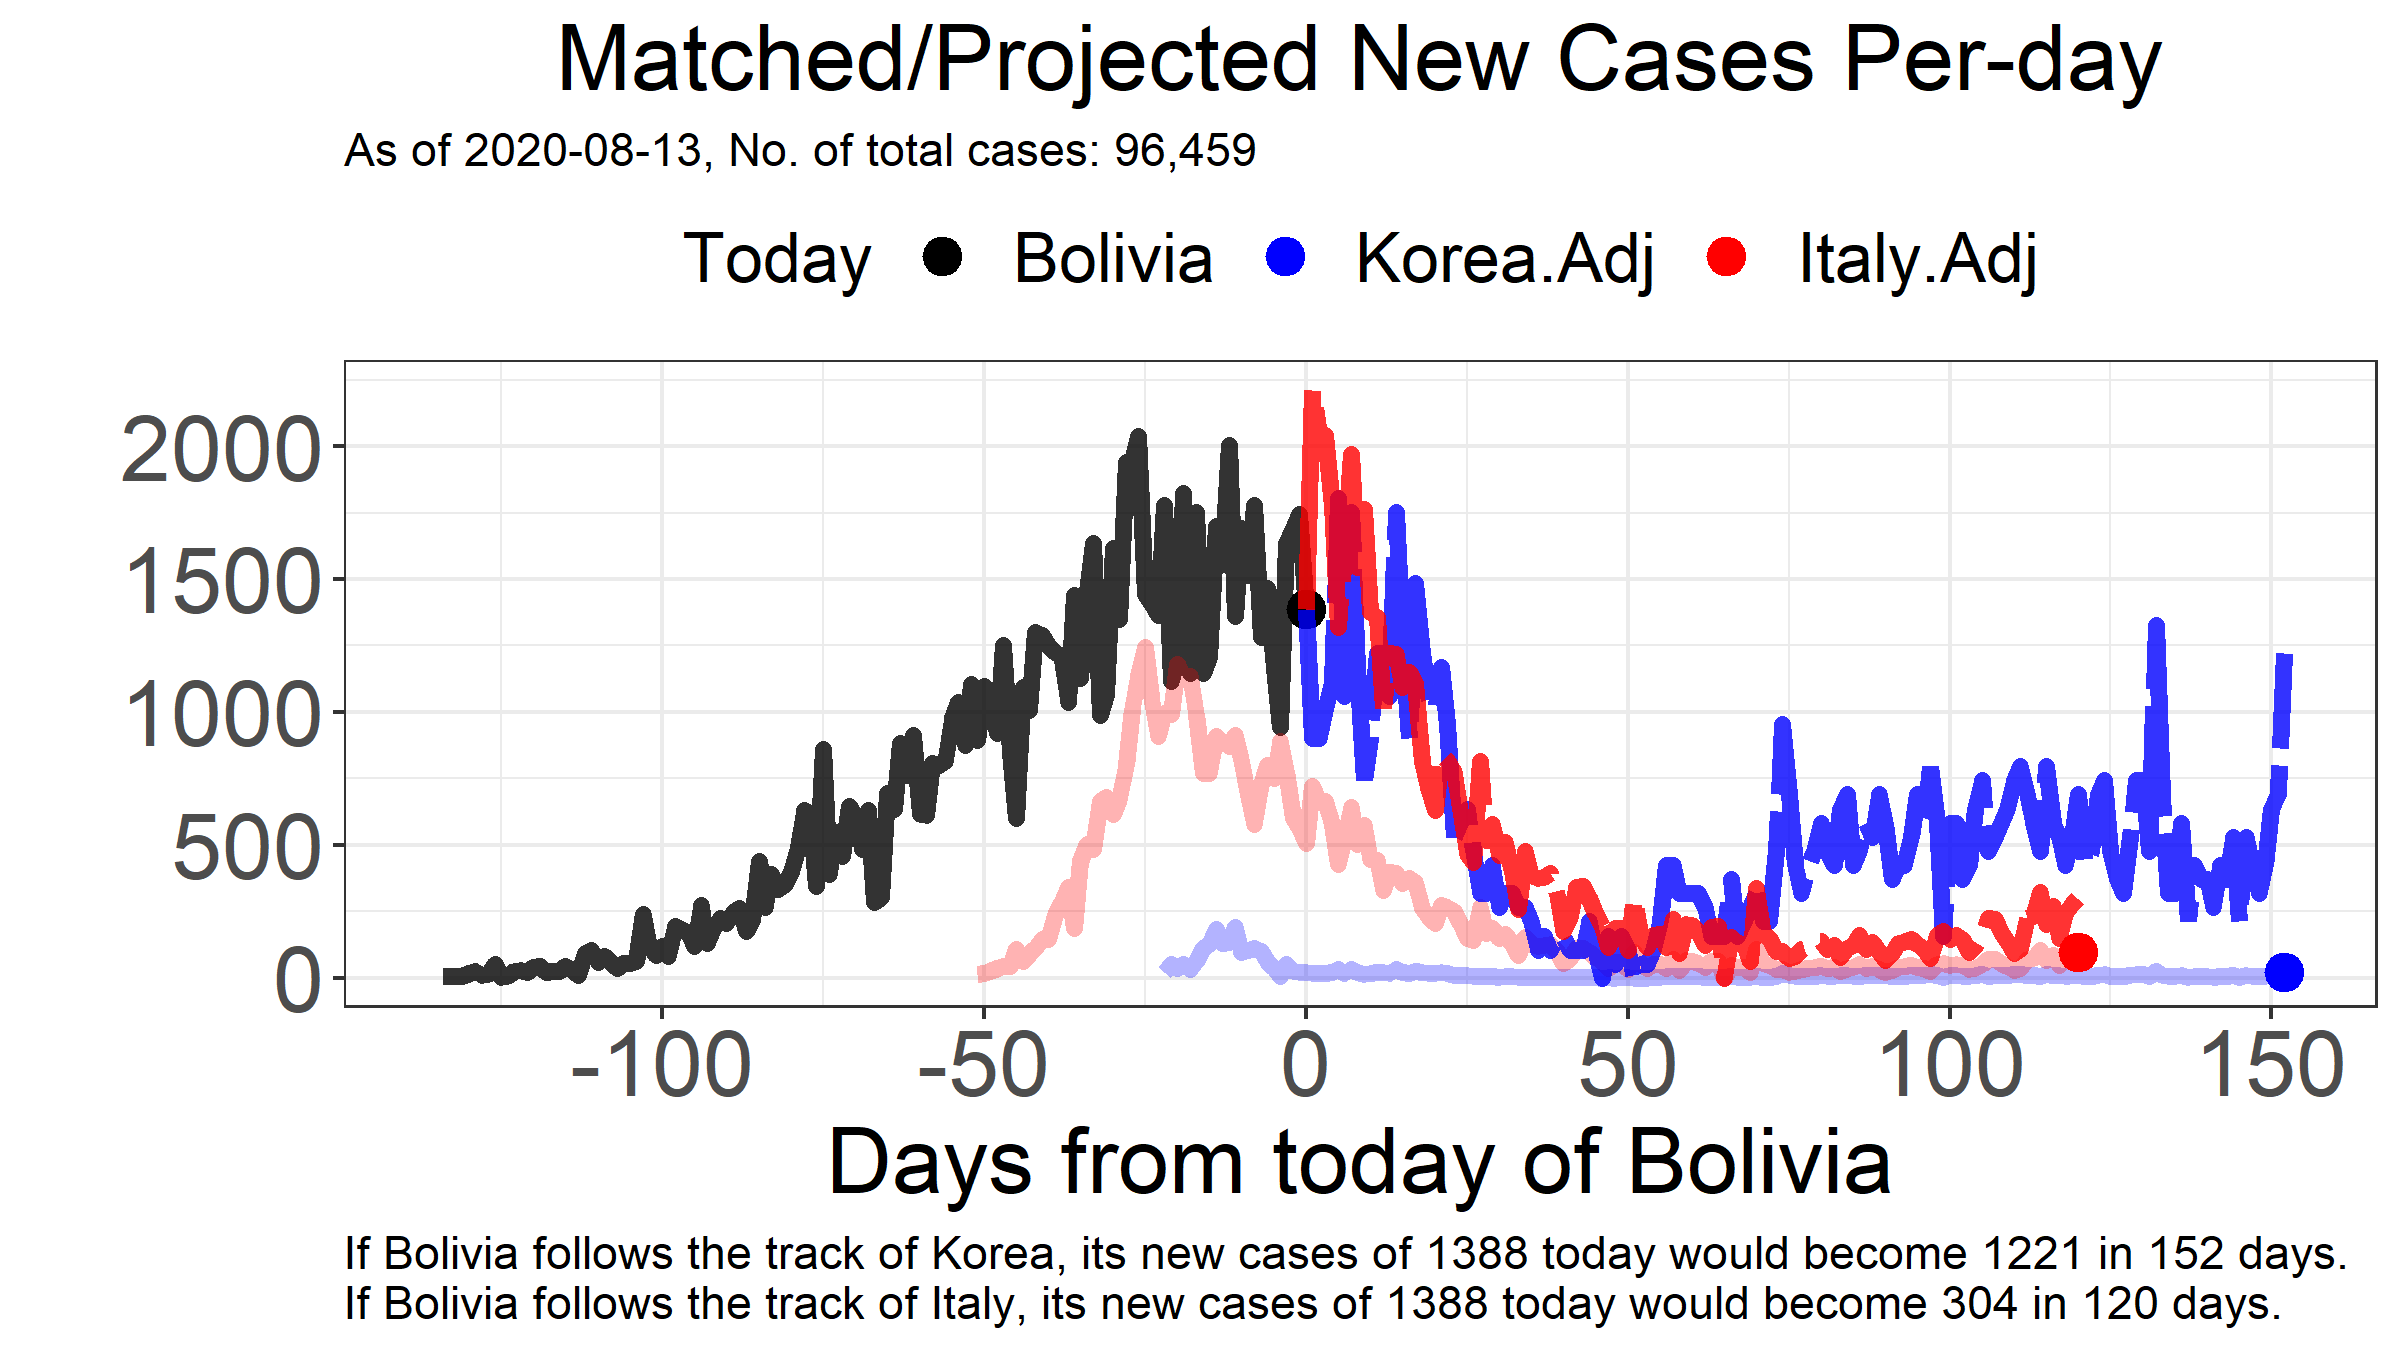 Matched/Projected New Cases Per-day
As of 2020-08-13, No. of total cases: 96,459
Today Bolivia Korea.Adj Italy.Adj
2000
1500
1000
500
0
-100 -50 0 50 100 150
Days from today of Bolivia
If Bolivia follows the track of Korea, its new cases of 1388 today would become 1221 in 152 days.
If Bolivia follows the track of Italy, its new cases of 1388 today would become 304 in 120 days.